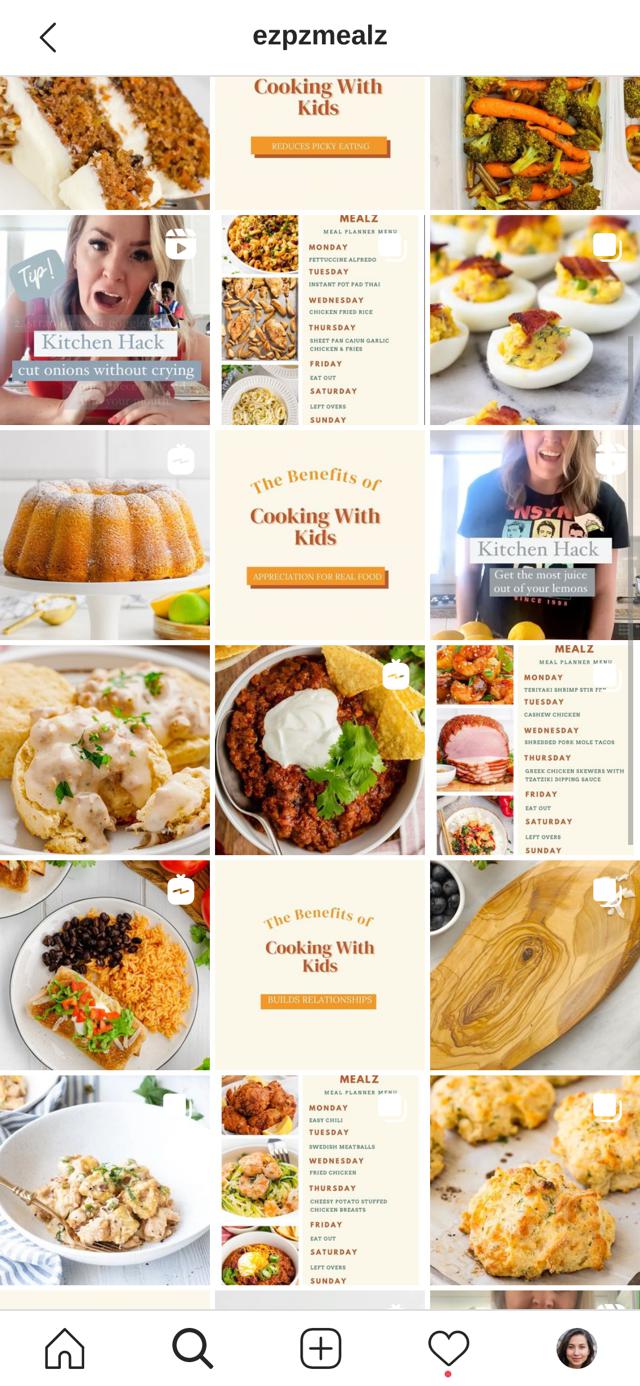 ezpzmealz
Cooking With
Kids
REDUCES PICKY EATING
Tip!
Kitchen Hack
cut onions without crying
MEALZ
MEAL PLANNER MENU
MONDAY
FETTUCCINE ALFREDO
TUESDAY
INSTANT POT PAD THAI
WEDNESDAY
CHICKEN FRIED RICE
THURSDAY
SHEET PAN CAJUN GARLIC
CHICKEN & FRIES
FRIDAY
EAT OUT
SATURDAY
LEFT OVERS
SUNDAY
The Benefits of
Cooking With
Kids
APPRECIATION FOR REAL FOOD
NSYN
Kitchen Hack
Get the most juice
out of your lemons
SINCE 1995
MEALZ
MEAL PLANNER MENU
MONDAY
TERIYAKI SHRIMP STIR
TUESDAY
CASHEW CHICKEN
WEDNESDAY
SHREDDED PORK MOLE TACOS
THURSDAY
GREEK CHICKEN SKEWERS WITH
TZATZIKI DIPPING SAUCE
FRIDAY
EAT OUT
SATURDAY
LEFT OVERS
SUNDAY
The Benefits of
Cooking With
Kids
BUILDS RELATIONSHIPS
MEALZ
MEAL PLANNER MENU
MONDAY
EASY CHILI
TUESDAY
SWEDISH MEATBALLS
WEDNESDAY
FRIED CHICKEN
THURSDAY
CHEESY POTATO STUFFED
CHICKEN BREASTS
FRIDAY
EAT OUT
SATURDAY
LEFT OVERS
SUNDAY